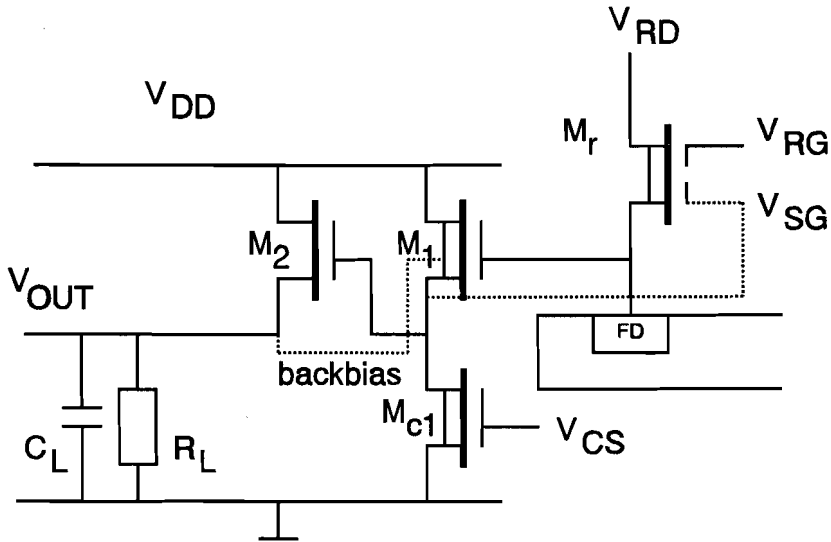 V_RD
V_DD
M_r
V_RG
V_SG
M_2
M_1
V_OUT
FD
backbias
M_c1
V_CS
C_L
R_L